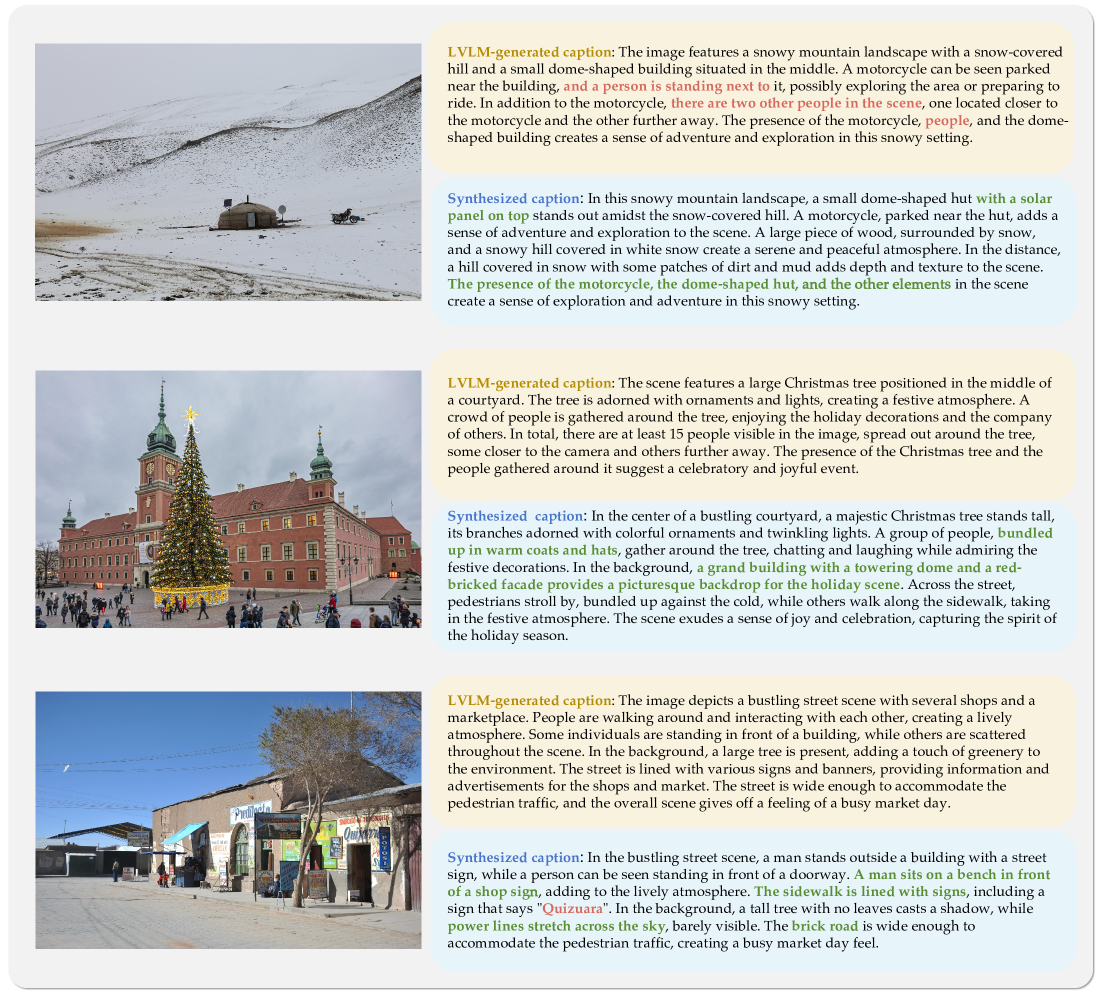 LVLM-generated caption: The image features a snowy mountain landscape with a snow-covered
hill and a small dome-shaped building situated in the middle. A motorcycle can be seen parked
near the building, and a person is standing next to it, possibly exploring the area or preparing to
ride. In addition to the motorcycle, there are two other people in the scene, one located closer to
the motorcycle and the other further away. The presence of the motorcycle, people, and the dome-
shaped building creates a sense of adventure and exploration in this snowy setting.
Synthesized caption: In this snowy mountain landscape, a small dome-shaped hut with a solar
panel on top stands out amidst the snow-covered hill. A motorcycle, parked near the hut, adds a
sense of adventure and exploration to the scene. A large piece of wood, surrounded by snow,
and a snowy hill covered in white snow create a serene and peaceful atmosphere. In the distance,
a hill covered in snow with some patches of dirt and mud adds depth and texture to the scene.
The presence of the motorcycle, the dome-shaped hut, and the other elements in the scene
create a sense of exploration and adventure in this snowy setting.
LVLM-generated caption: The scene features a large Christmas tree positioned in the middle of
a courtyard. The tree is adorned with ornaments and lights, creating a festive atmosphere. A
crowd of people is gathered around the tree, enjoying the holiday decorations and the company
of others. In total, there are at least 15 people visible in the image, spread out around the tree,
some closer to the camera and others further away. The presence of the Christmas tree and the
people gathered around it suggest a celebratory and joyful event.
Synthesized caption: In the center of a bustling courtyard, a majestic Christmas tree stands tall,
its branches adorned with colorful ornaments and twinkling lights. A group of people, bundled
up in warm coats and hats, gather around the tree, chatting and laughing while admiring the
festive decorations. In the background, a grand building with a towering dome and a red-
bricked facade provides a picturesque backdrop for the holiday scene. Across the street,
pedestrians stroll by, bundled up against the cold, while others walk along the sidewalk, taking
in the festive atmosphere. The scene exudes a sense of joy and celebration, capturing the spirit of
the holiday season.
LVLM-generated caption: The image depicts a bustling street scene with several shops and a
marketplace. People are walking around and interacting with each other, creating a lively
atmosphere. Some individuals are standing in front of a building, while others are scattered
throughout the scene. In the background, a large tree is present, adding a touch of greenery to
the environment. The street is lined with various signs and banners, providing information and
advertisements for the shops and market. The street is wide enough to accommodate the
pedestrian traffic, and the overall scene gives off a feeling of a busy market day.
Synthesized caption: In the bustling street scene, a man stands outside a building with a street
sign, while a person can be seen standing in front of a doorway. A man sits on a bench in front
of a shop sign, adding to the lively atmosphere. The sidewalk is lined with signs, including a
sign that says "Quizuara". In the background, a tall tree with no leaves casts a shadow, while
power lines stretch across the sky, barely visible. The brick road is wide enough to
accommodate the pedestrian traffic, creating a busy market day feel.